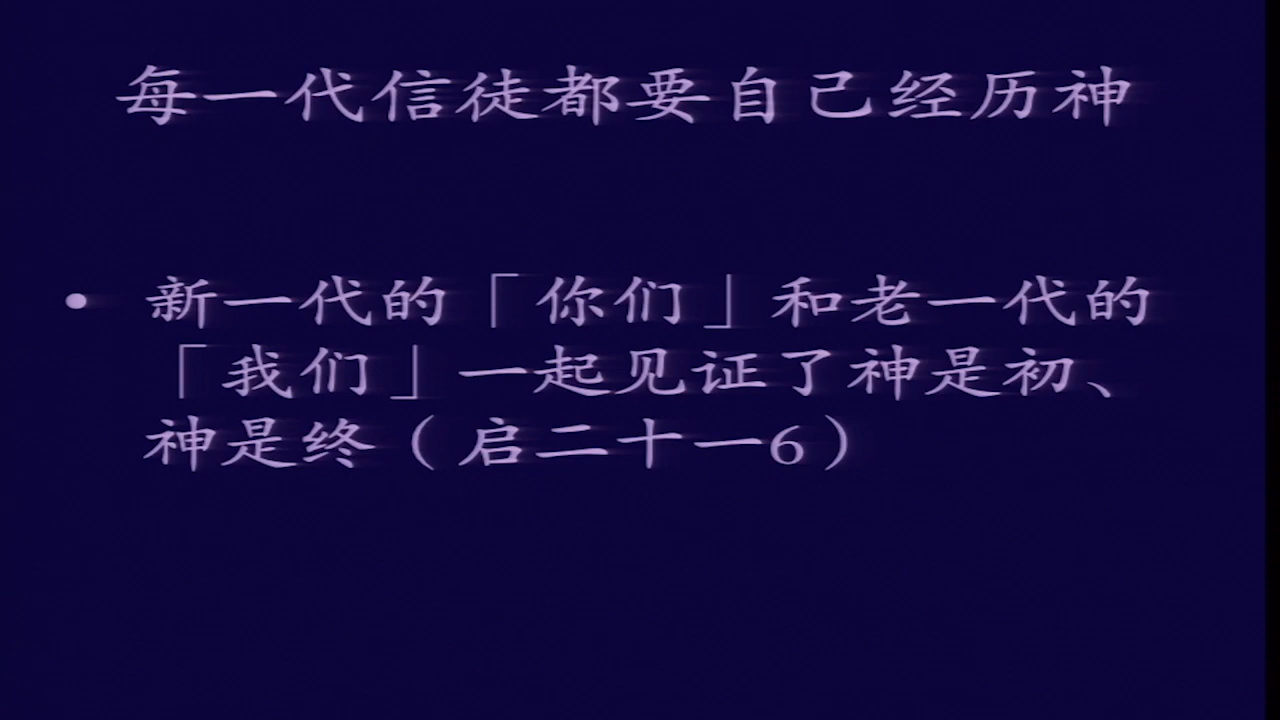 每一代信徒都要自己经历神
• 新一代的「你们」和老一代的
「我们」一起见证了神是初、
神是终（启二十一6）